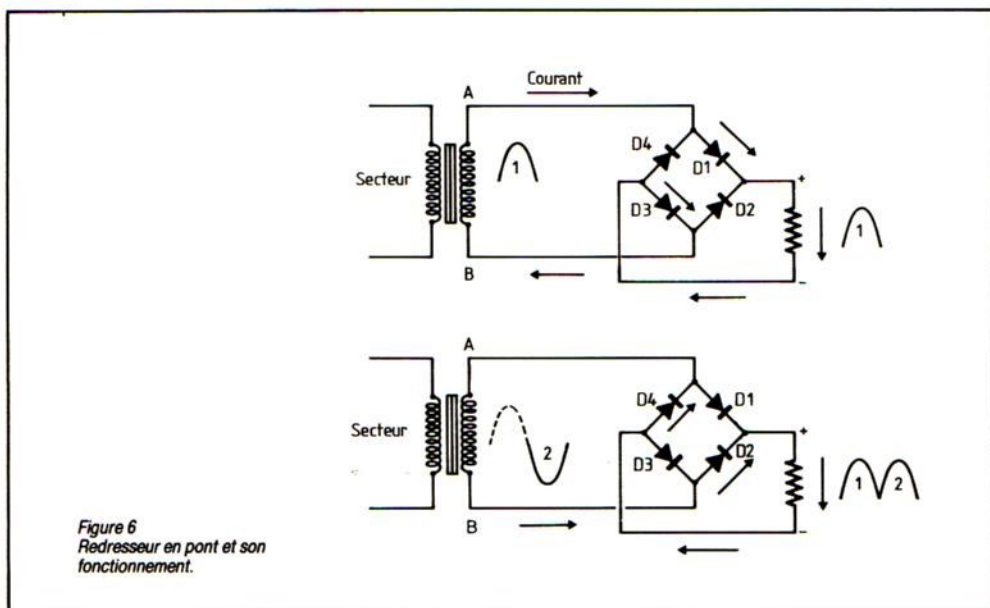 Courant
A
D4
D1
1
Secteur
+
D3
D2
1
B
-
A
D4
D1
Secteur
+
2
D3
D2
1 2
B
-
Figure 6
Redresseur en pont et son
fonctionnement.